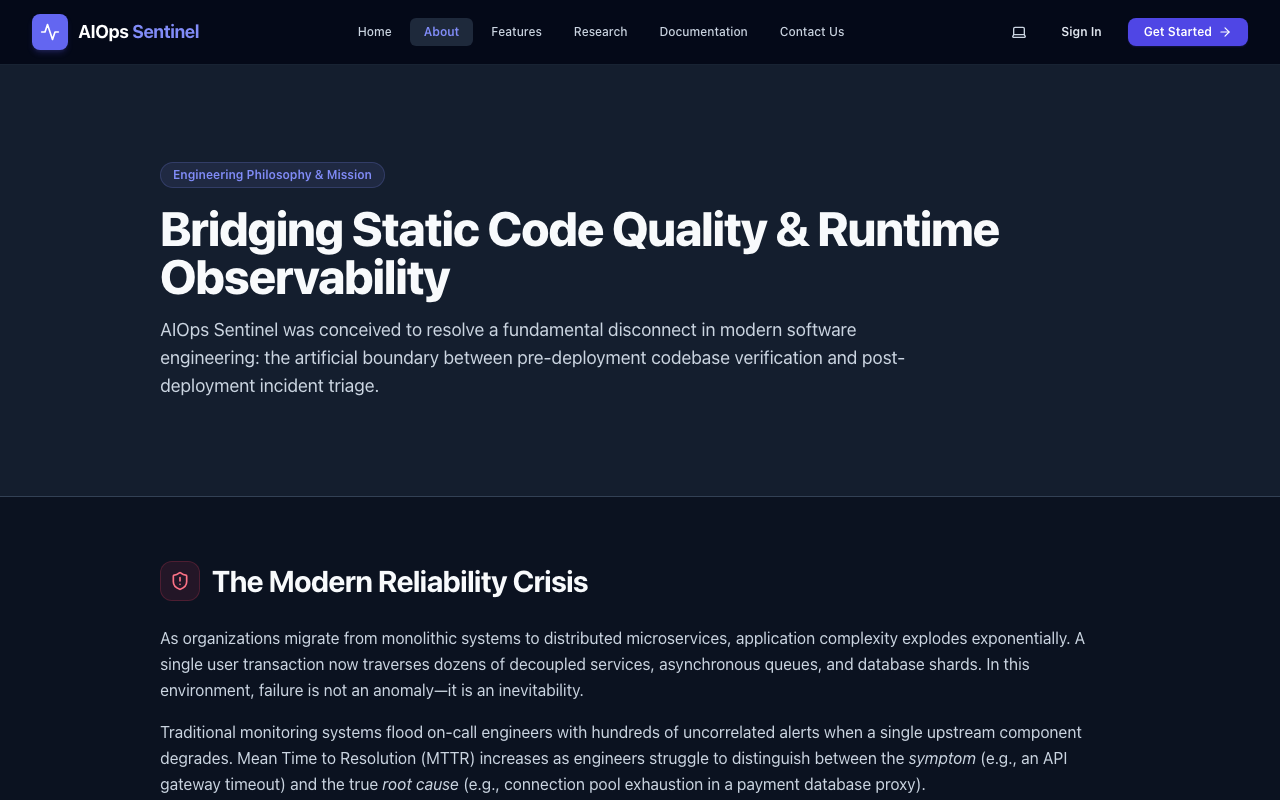 AIOps Sentinel
Home
About
Features
Research
Documentation
Contact Us
Sign In
Get Started
Engineering Philosophy & Mission
Bridging Static Code Quality & Runtime
Observability
AIOps Sentinel was conceived to resolve a fundamental disconnect in modern software
engineering: the artificial boundary between pre-deployment codebase verification and post-
deployment incident triage.
The Modern Reliability Crisis
As organizations migrate from monolithic systems to distributed microservices, application complexity explodes exponentially. A
single user transaction now traverses dozens of decoupled services, asynchronous queues, and database shards. In this
environment, failure is not an anomaly—it is an inevitability.
Traditional monitoring systems flood on-call engineers with hundreds of uncorrelated alerts when a single upstream component
degrades. Mean Time to Resolution (MTTR) increases as engineers struggle to distinguish between the symptom (e.g., an API
gateway timeout) and the true root cause (e.g., connection pool exhaustion in a payment database proxy).